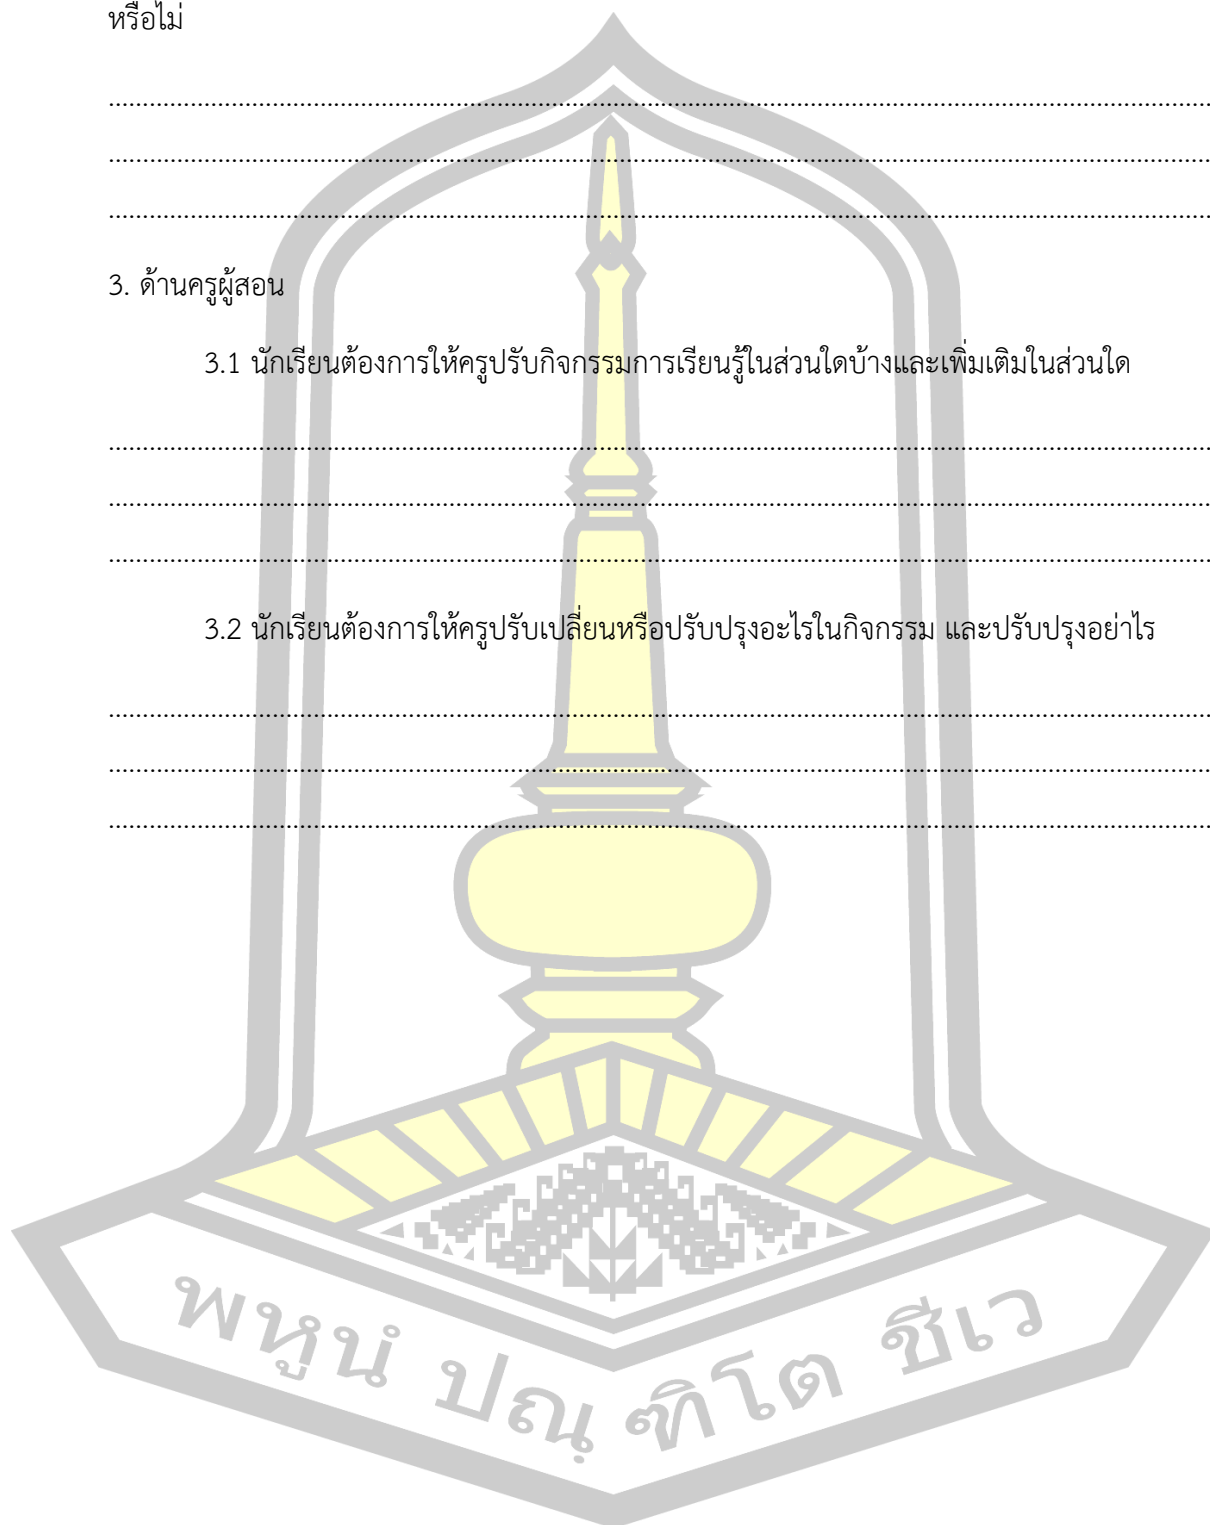 หรือไม่
................................................................................................................................................
................................................................................................................................................
................................................................................................................................................
3. ด้านครูผู้สอน
3.1 นักเรียนต้องการให้ครูปรับกิจกรรมการเรียนรู้ในส่วนใดบ้างและเพิ่มเติมในส่วนใด
................................................................................................................................................
................................................................................................................................................
................................................................................................................................................
3.2 นักเรียนต้องการให้ครูปรับเปลี่ยนหรือปรับปรุงอะไรในกิจกรรม และปรับปรุงอย่าไร
................................................................................................................................................
................................................................................................................................................
................................................................................................................................................
พหูนํ ปณฺฑิโต ชีเว